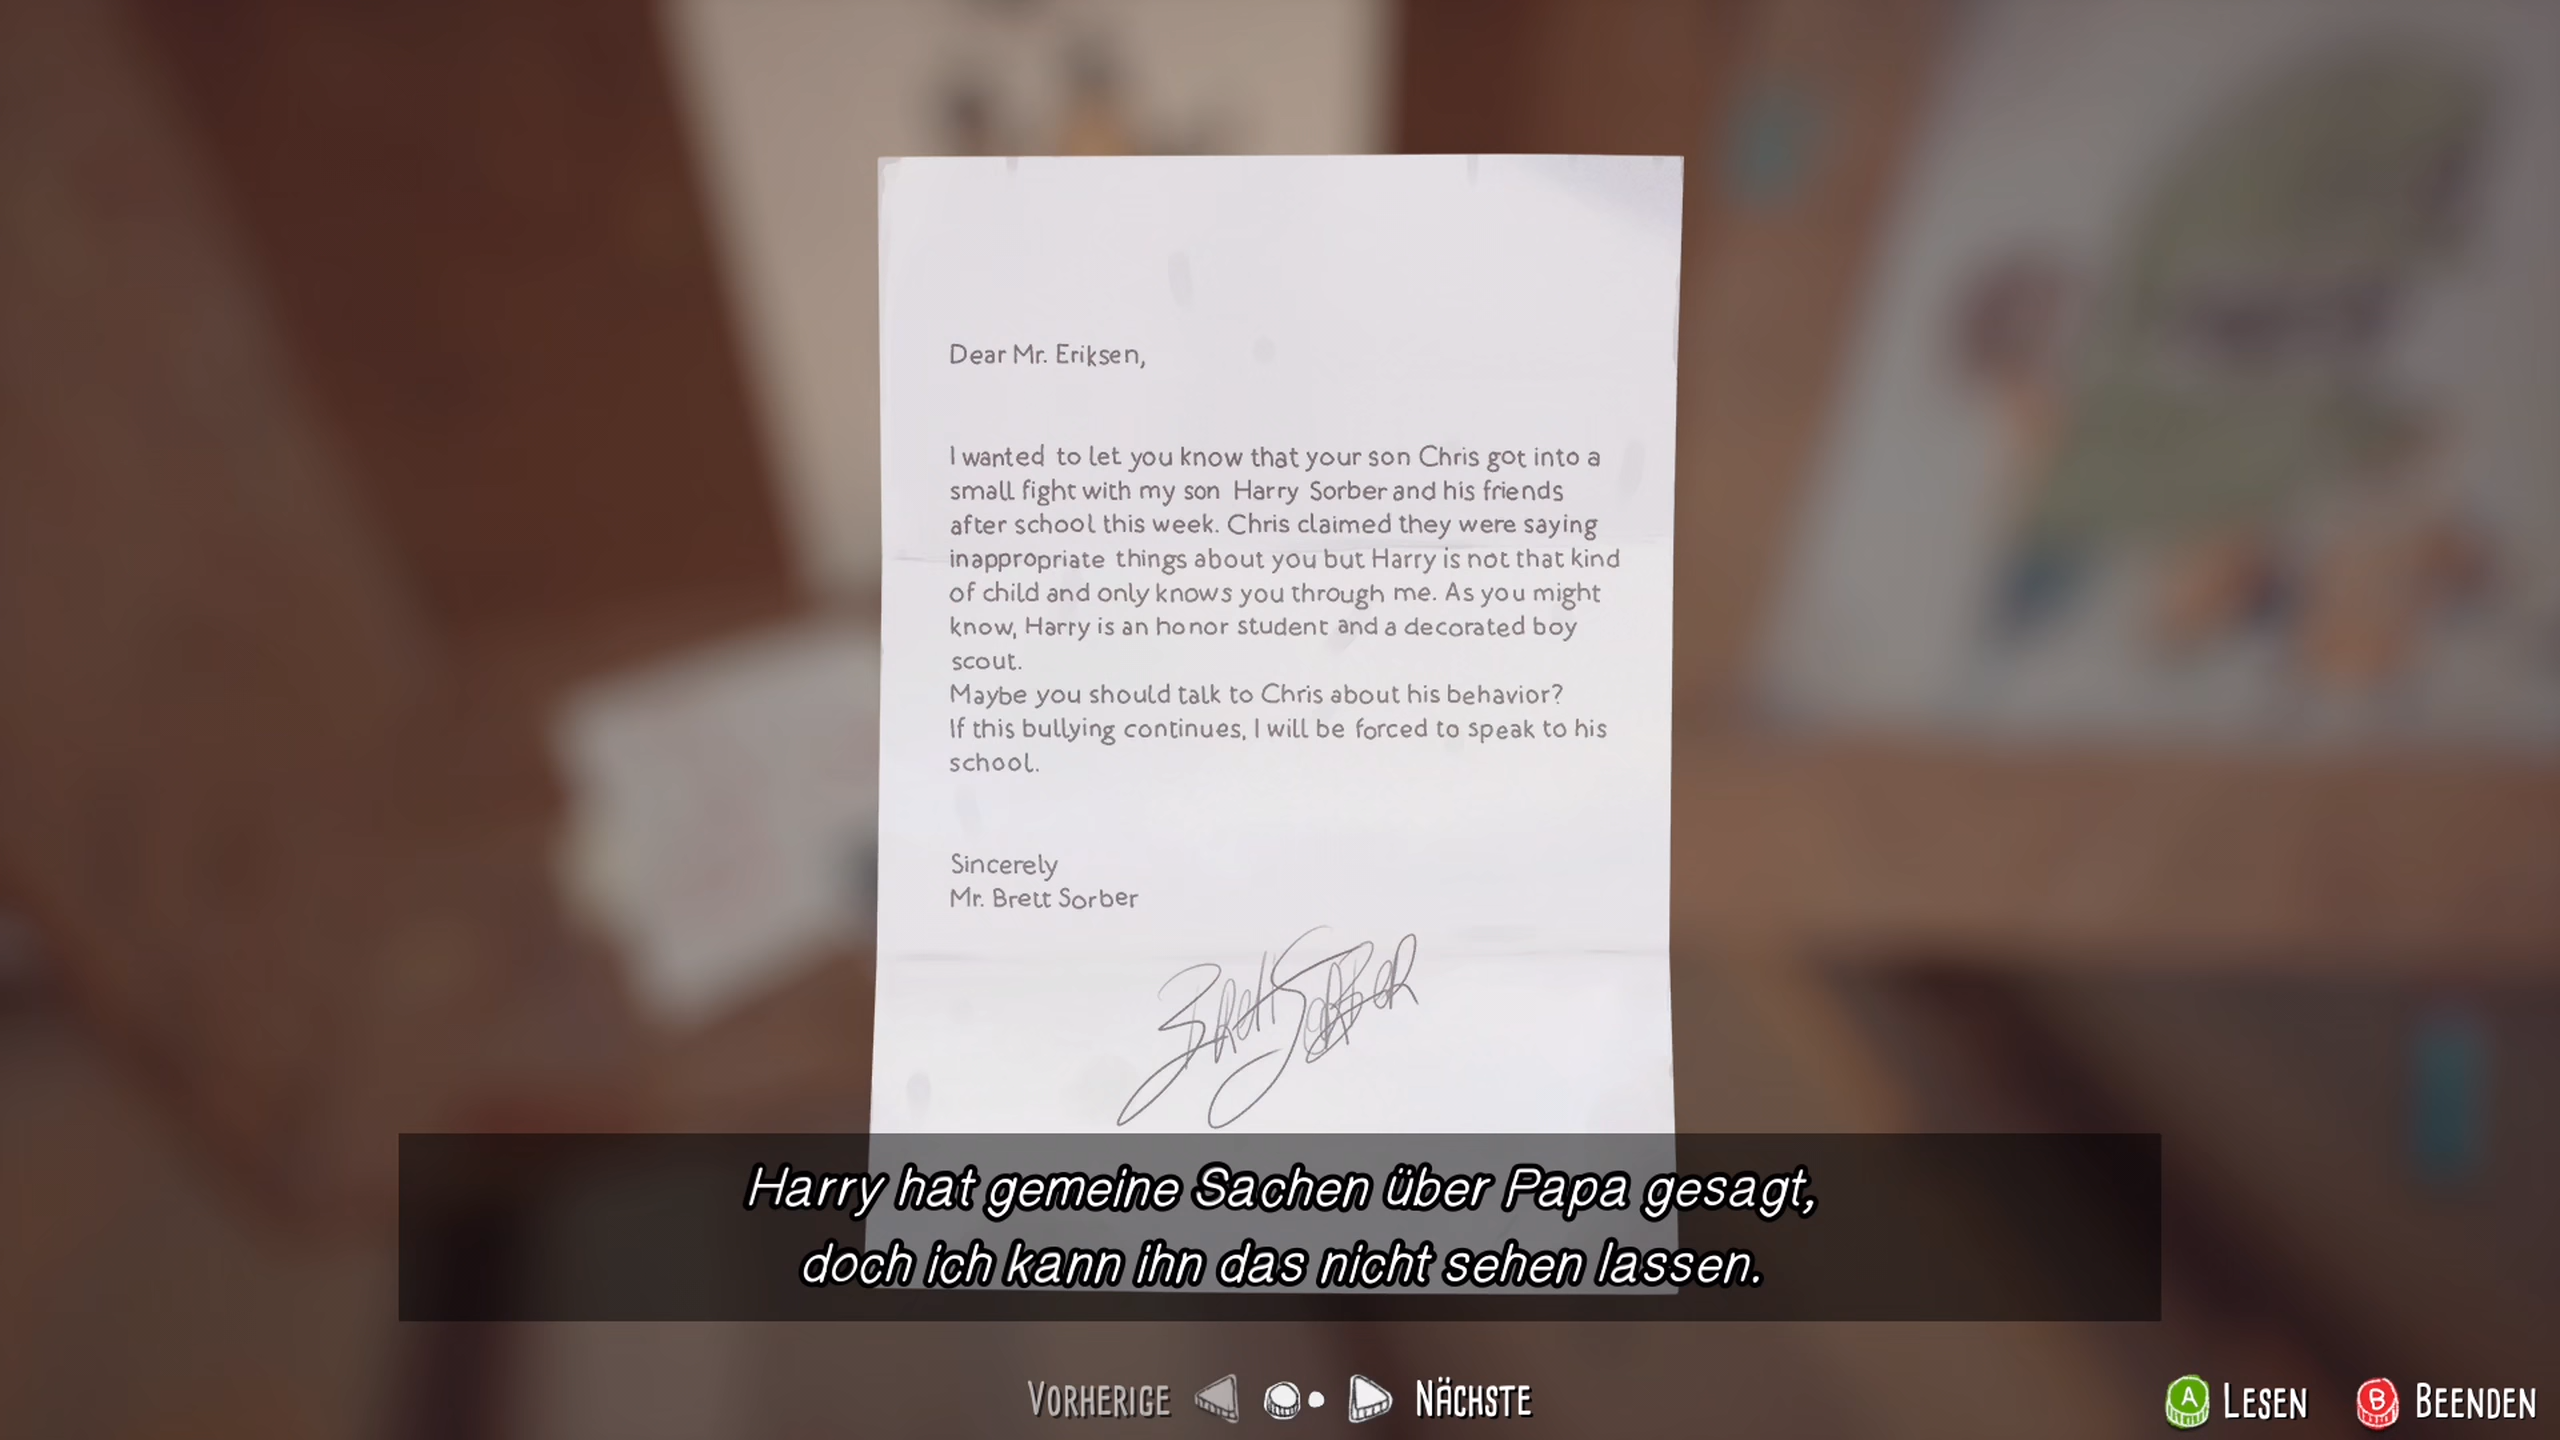 Dear Mr. Eriksen,
I wanted to let you know that your son Chris got into a
small fight with my son Harry Sorber and his friends
after school this week. Chris claimed they were saying
inappropriate things about you but Harry is not that kind
of child and only knows you through me. As you might
know, Harry is an honor student and a decorated boy
scout.
Maybe you should talk to Chris about his behavior?
If this bullying continues, I will be forced to speak to his
school.
Sincerely
Mr. Brett Sorber
Brett Sorber
Harry hat gemeine Sachen über Papa gesagt,
doch ich kann ihn das nicht sehen lassen.
VORHERIGE NÄCHSTE
A LESEN B BEENDEN